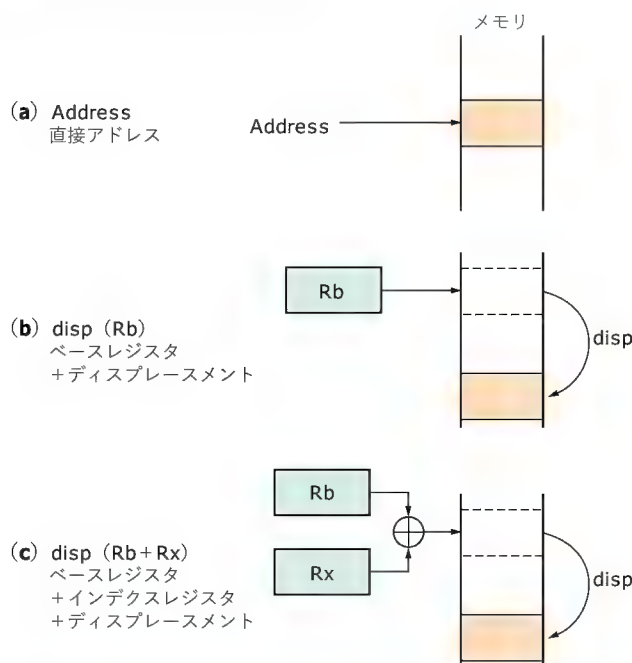 メモリ
(a) Address
直接アドレス
Address
Rb
(b) disp (Rb)
ベースレジスタ
+ディスプレースメント
disp
Rb
Rx
(c) disp (Rb+Rx)
ベースレジスタ
+インデクスレジスタ
+ディスプレースメント
disp